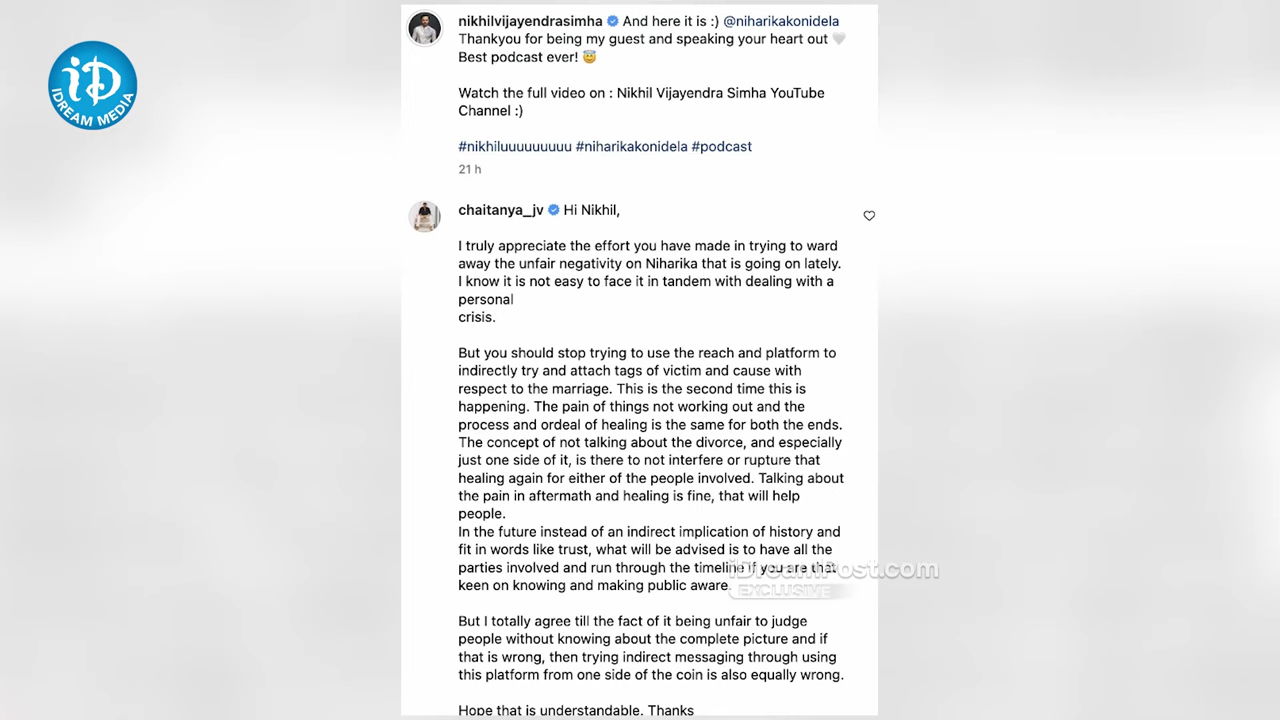 iD
IDREAM MEDIA
nikhilvijayendrasimha And here it is :) @niharikakonidela
Thankyou for being my guest and speaking your heart out 🤍
Best podcast ever! 😇
Watch the full video on : Nikhil Vijayendra Simha YouTube
Channel :)
#nikhiluuuuuuuuu #niharikakonidela #podcast
21 h
chaitanya_jv Hi Nikhil,
I truly appreciate the effort you have made in trying to ward
away the unfair negativity on Niharika that is going on lately.
I know it is not easy to face it in tandem with dealing with a
personal
crisis.
But you should stop trying to use the reach and platform to
indirectly try and attach tags of victim and cause with
respect to the marriage. This is the second time this is
happening. The pain of things not working out and the
process and ordeal of healing is the same for both the ends.
The concept of not talking about the divorce, and especially
just one side of it, is there to not interfere or rupture that
healing again for either of the people involved. Talking about
the pain in aftermath and healing is fine, that will help
people.
In the future instead of an indirect implication of history and
fit in words like trust, what will be advised is to have all the
parties involved and run through the timeline if you are that
keen on knowing and making public aware.
iDreamPost.com
EXCLUSIVE
But I totally agree till the fact of it being unfair to judge
people without knowing about the complete picture and if
that is wrong, then trying indirect messaging through using
this platform from one side of the coin is also equally wrong.
Hope that is understandable. Thanks